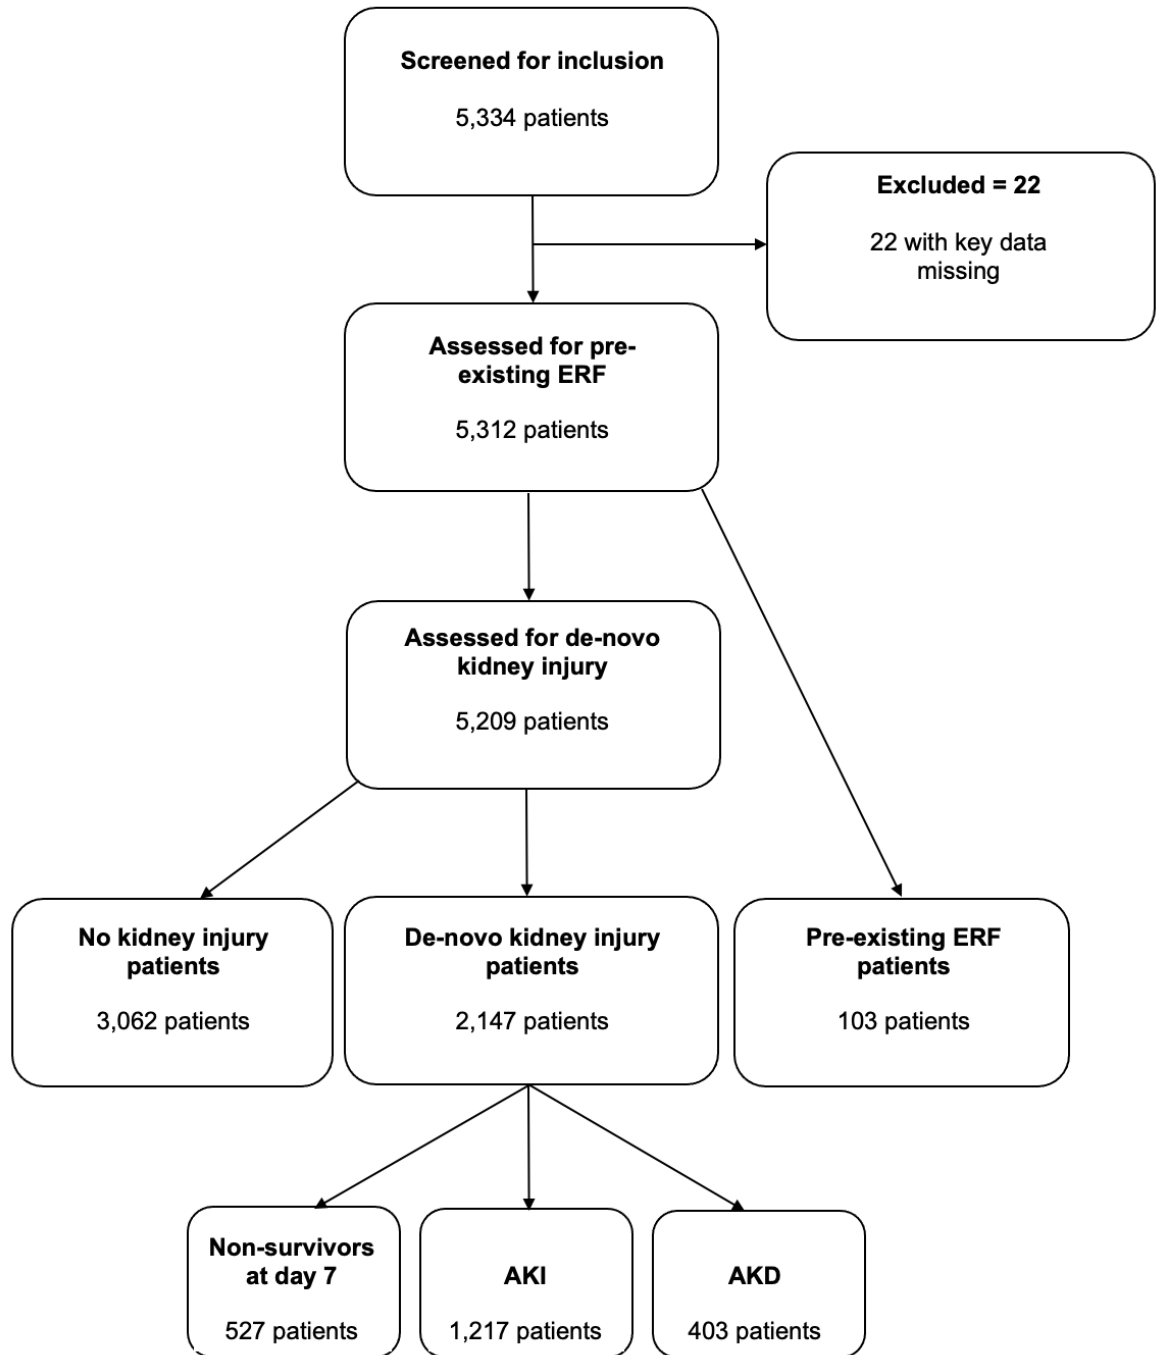 Screened for inclusion
5,334 patients
Excluded = 22
22 with key data
missing
Assessed for pre-
existing ERF
5,312 patients
Assessed for de-novo
kidney injury
5,209 patients
No kidney injury
patients
3,062 patients
De-novo kidney injury
patients
2,147 patients
Pre-existing ERF
patients
103 patients
Non-survivors
at day 7
527 patients
AKI
1,217 patients
AKD
403 patients